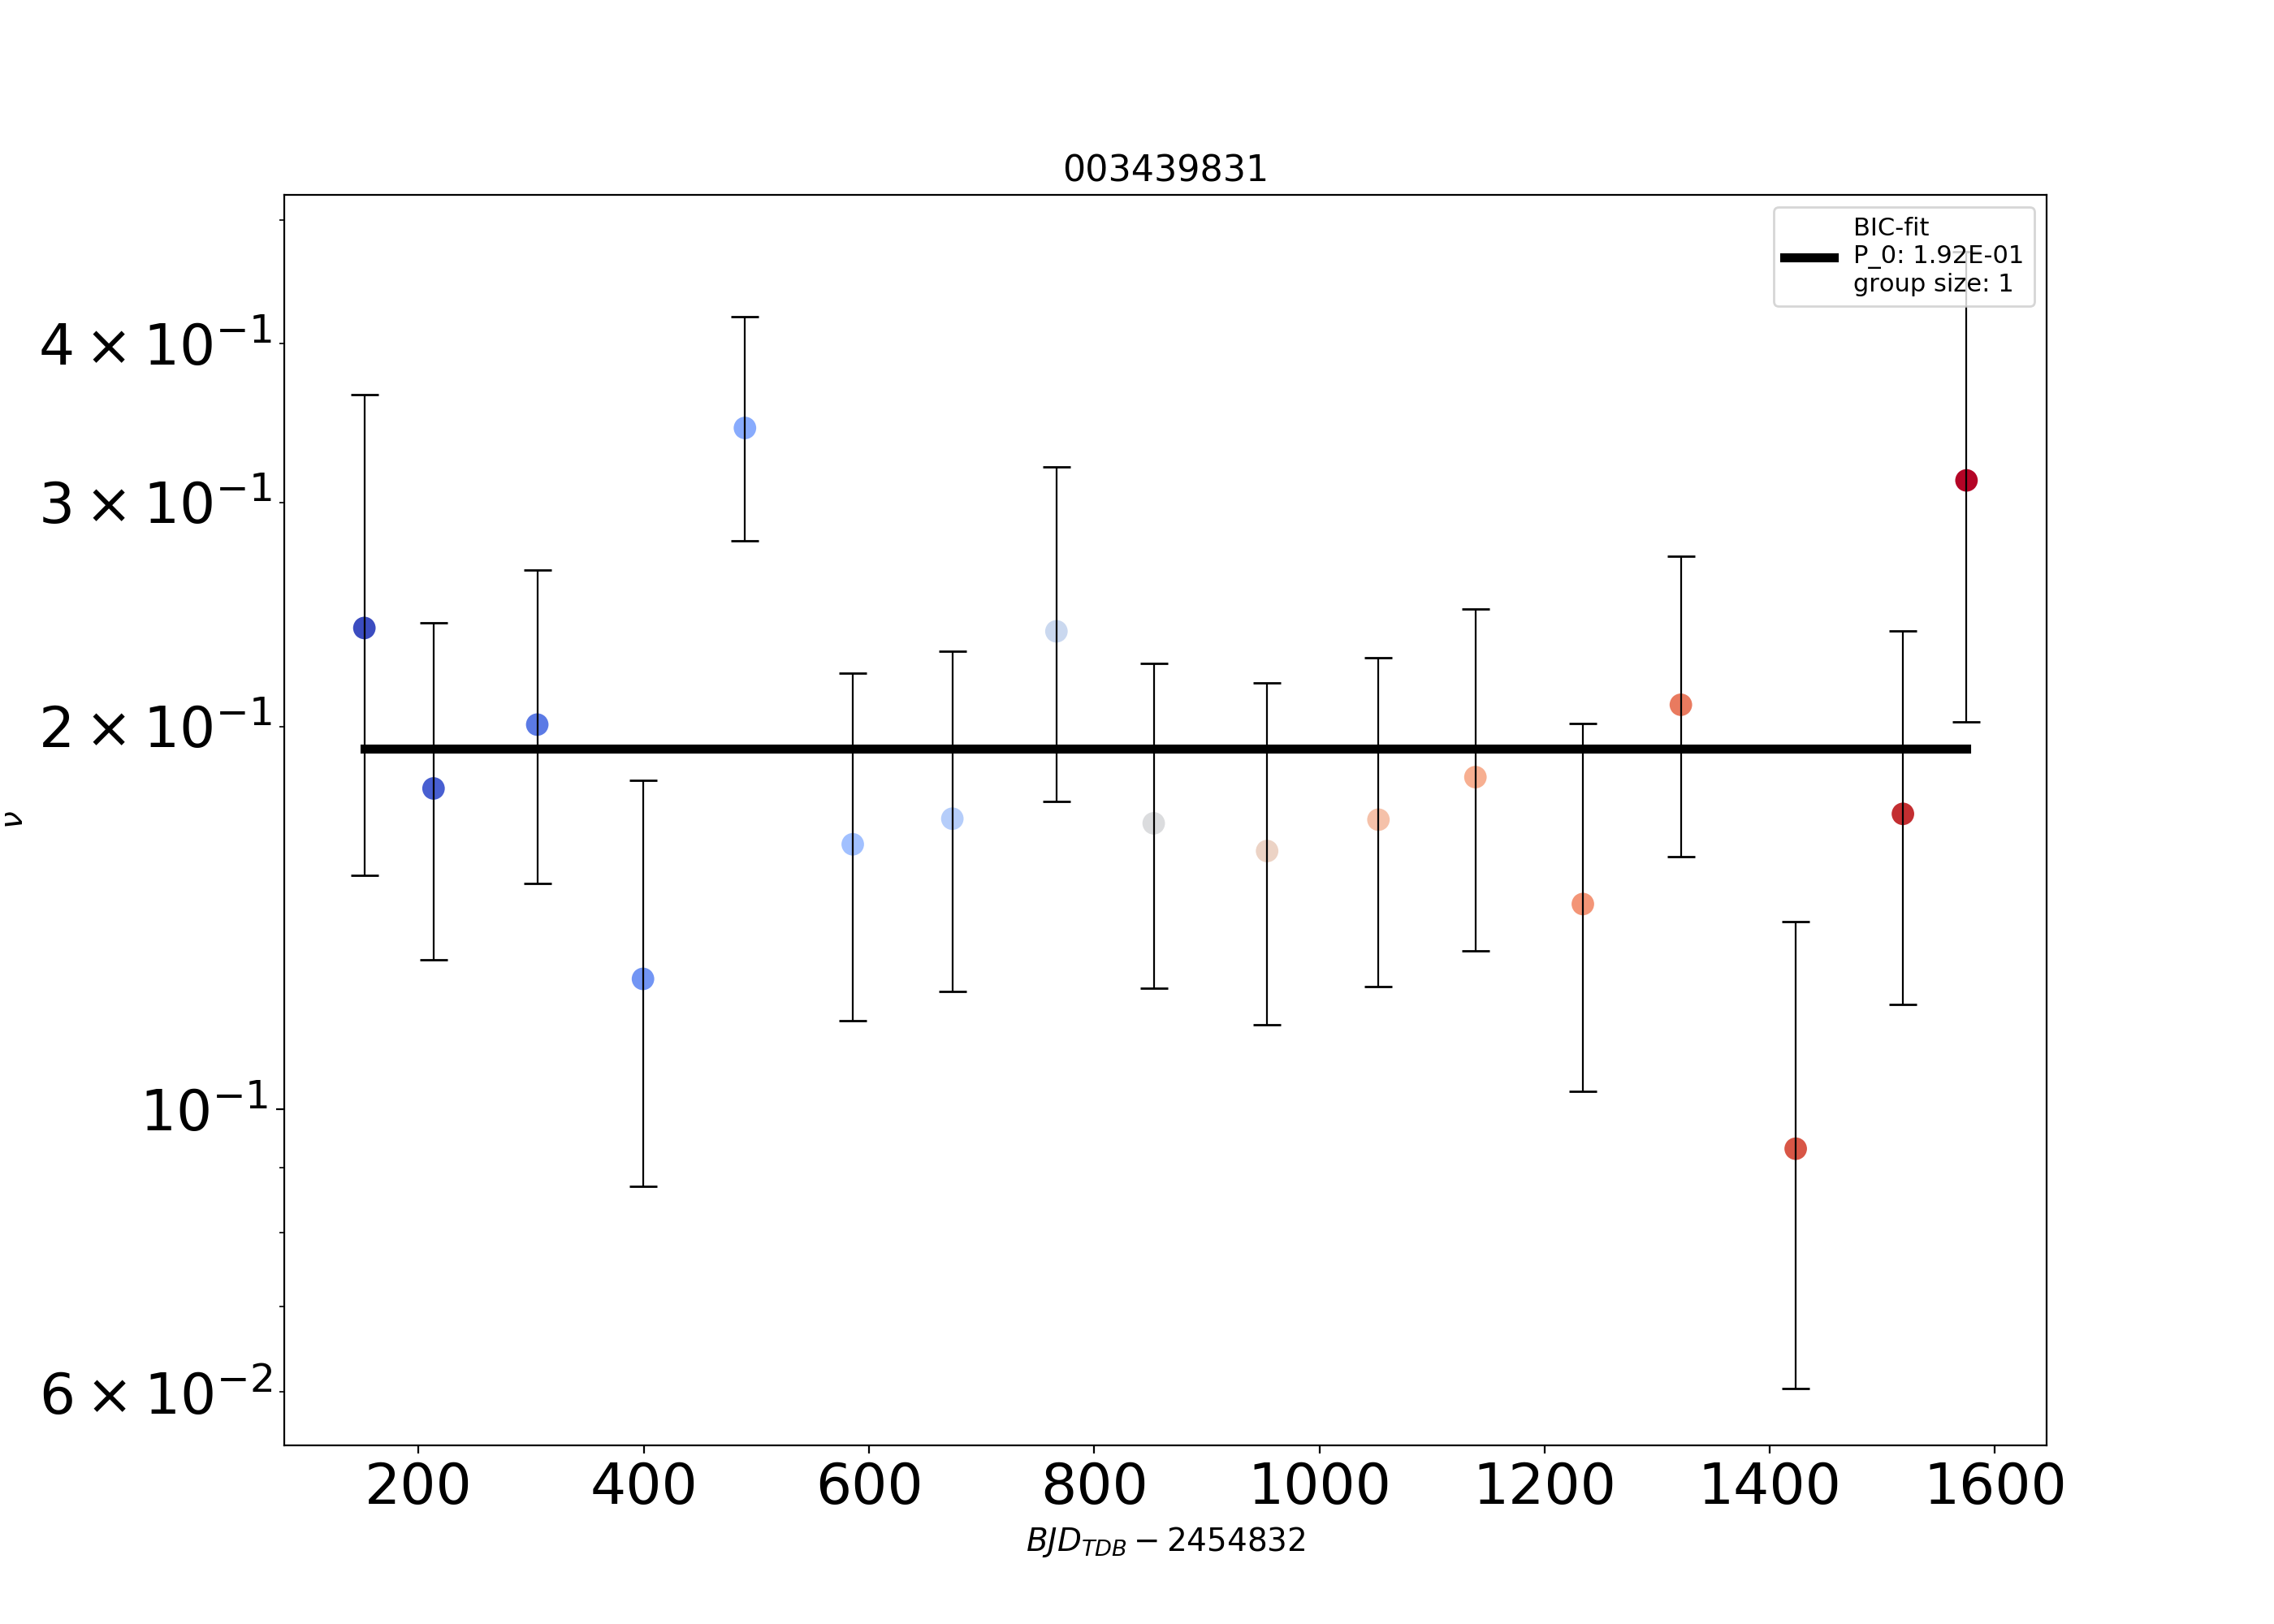 003439831
BIC-fit
P_0: 1.92E-01
group size: 1
4 × 10⁻¹
3 × 10⁻¹
2 × 10⁻¹
10⁻¹
6 × 10⁻²
ν
200 400 600 800 1000 1200 1400 1600
BJD_TDB − 2454832